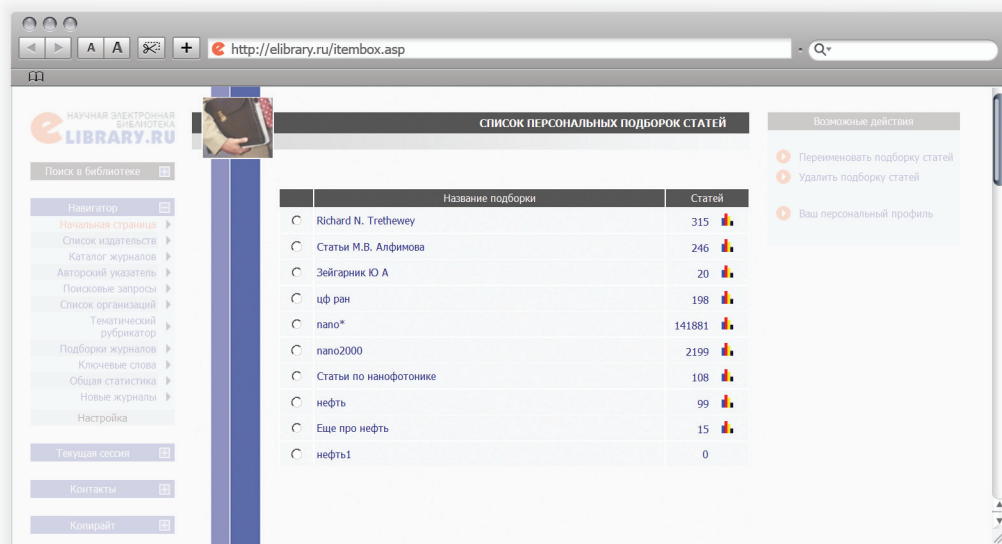 A A + http://elibrary.ru/itembox.asp
НАУЧНАЯ ЭЛЕКТРОННАЯ
БИБЛИОТЕКА
eLIBRARY.RU
Поиск в библиотеке
Навигатор
Начальная страница
Список издательств
Каталог журналов
Авторский указатель
Поисковые запросы
Список организаций
Тематический
рубрикатор
Подборки журналов
Ключевые слова
Общая статистика
Новые журналы
Настройка
Текущая сессия
Контакты
Копирайт
СПИСОК ПЕРСОНАЛЬНЫХ ПОДБОРОК СТАТЕЙ
Название подборки Статей
Richard N. Trethewey 315
Статьи М.В. Алфимова 246
Зейгарник Ю А 20
цф ран 198
nano* 141881
nano2000 2199
Статьи по нанофотонике 108
нефть 99
Еще про нефть 15
нефть1 0
Возможные действия
Переименовать подборку статей
Удалить подборку статей
Ваш персональный профиль